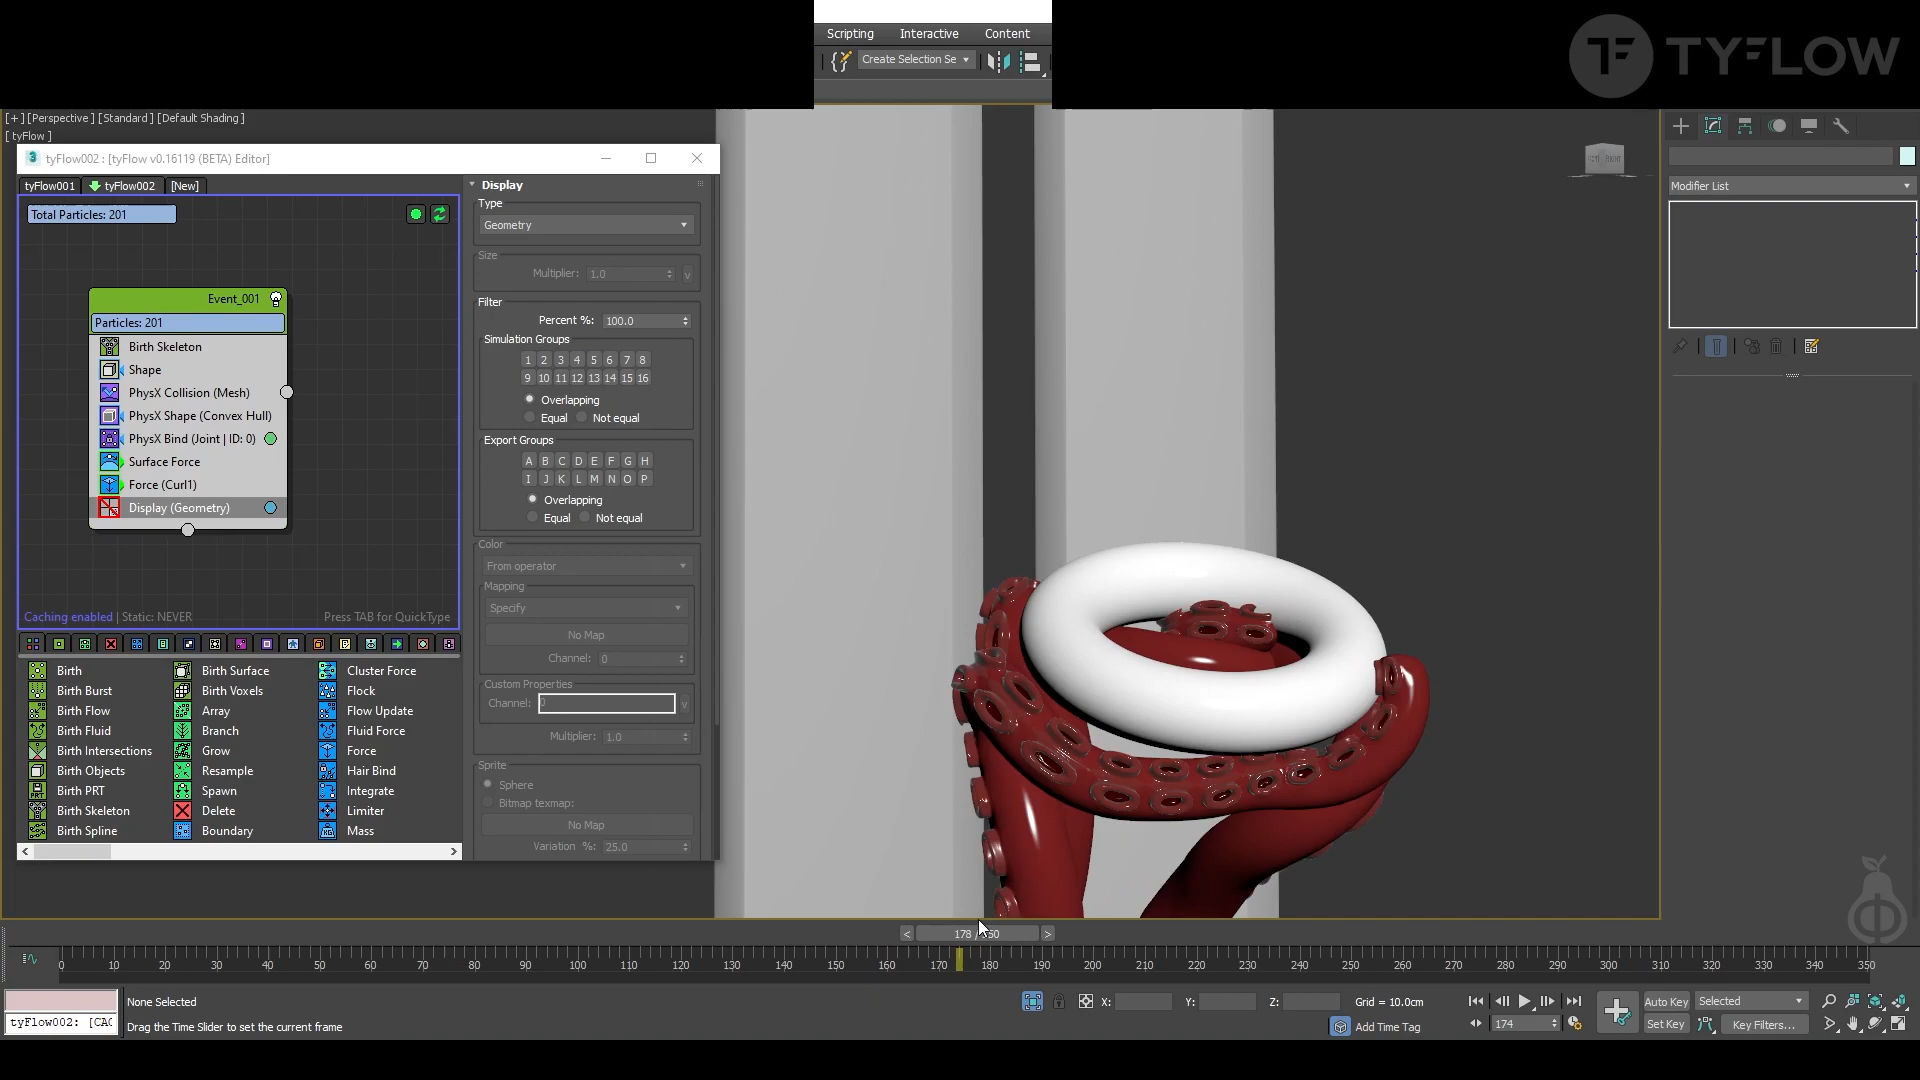 Scripting Interactive Content
Create Selection Se
TYFLOW
[+] [Perspective] [Standard] [Default Shading]
[ tyFlow ]
tyFlow002 : [tyFlow v0.16119 (BETA) Editor]
tyFlow001 tyFlow002 [New]
Total Particles: 201
Event_001
Particles: 201
Birth Skeleton
Shape
PhysX Collision (Mesh)
PhysX Shape (Convex Hull)
PhysX Bind (Joint | ID: 0)
Surface Force
Force (Curl1)
Display (Geometry)
Caching enabled | Static: NEVER
Press TAB for QuickType
Birth Birth Surface Cluster Force
Birth Burst Birth Voxels Flock
Birth Flow Array Flow Update
Birth Fluid Branch Fluid Force
Birth Intersections Grow Force
Birth Objects Resample Hair Bind
Birth PRT Spawn Integrate
Birth Skeleton Delete Limiter
Birth Spline Boundary Mass
Display
Type
Geometry
Size
Multiplier: 1.0 v
Filter
Percent %: 100.0
Simulation Groups
1 2 3 4 5 6 7 8
9 10 11 12 13 14 15 16
Overlapping
Equal Not equal
Export Groups
A B C D E F G H
I J K L M N O P
Overlapping
Equal Not equal
Color
From operator
Mapping
Specify
No Map
Channel: 0
Custom Properties
Channel: 0 v
Multiplier: 1.0
Sprite
Sphere
Bitmap texmap:
No Map
Variation %: 25.0
Modifier List
< 178 / 350 >
0 10 20 30 40 50 60 70 80 90 100 110 120 130 140 150 160 170 180 190 200 210 220 230 240 250 260 270 280 290 300 310 320 330 340 350
tyFlow002: [CAC
None Selected
Drag the Time Slider to set the current frame
X: Y: Z: Grid = 10.0cm
Add Time Tag
174
Auto Key Selected
Set Key Key Filters...